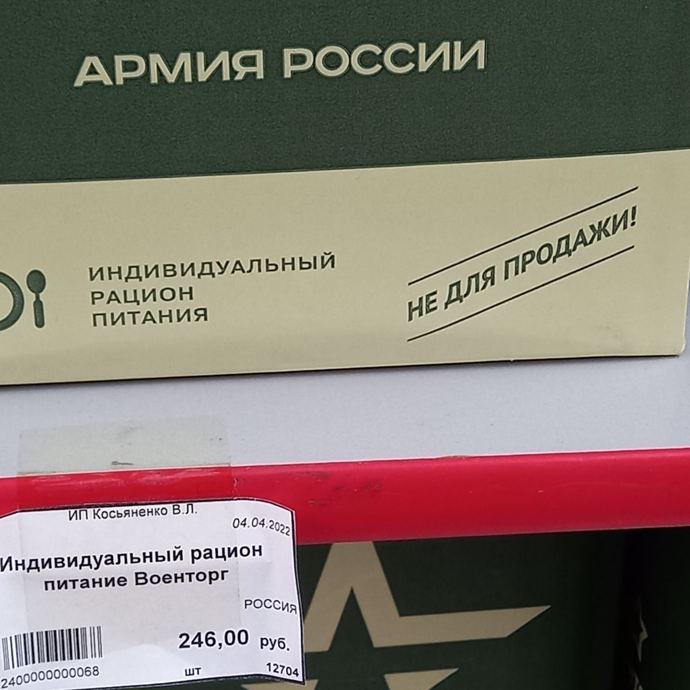 АРМИЯ РОССИИ
ИНДИВИДУАЛЬНЫЙ
РАЦИОН
ПИТАНИЯ
НЕ ДЛЯ ПРОДАЖИ!
ИП Косьяненко В.Л.
04.04.2022
Индивидуальный рацион
питание Военторг
РОССИЯ
246,00 руб.
2400000000068
шт
12704